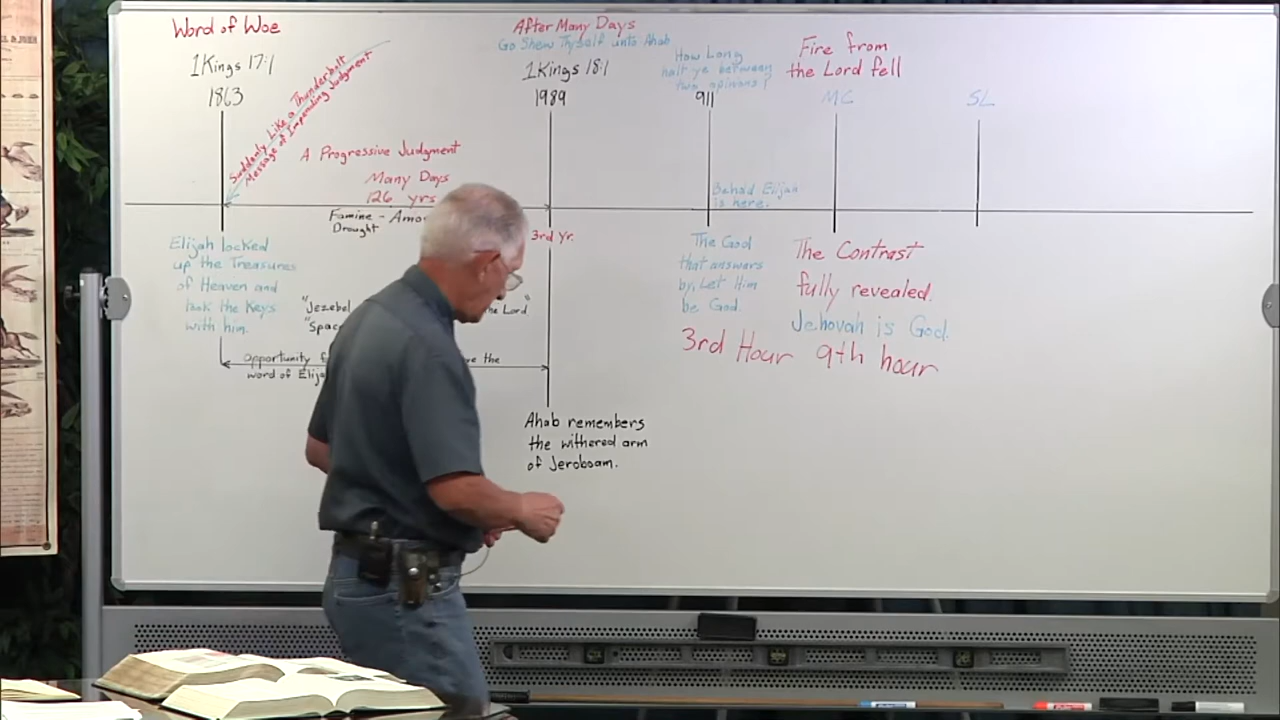 Word of Woe
1Kings 17:1
1863
Suddenly Like a Thunderbolt
Message of Impending Judgment
A Progressive Judgment
Many Days
126 yrs
Famine - Amo
Drought
Elijah locked
up the Treasures
of Heaven and
took the Keys
with him.
"Jezebel
"Spac
he Lord"
opportunity f
ve the
word of Elija
After Many Days
Go Shew Thyself unto Ahab
1Kings 18:1
1989
3rd Yr.
Ahab remembers
the withered arm
of Jeroboam.
How Long
halt ye between
two opinions?
911
Behold Elijah
is here.
The God
that answers
by, Let Him
be God.
Fire from
the Lord fell
MC
SL
The Contrast
fully revealed.
Jehovah is God.
3rd Hour 9th hour